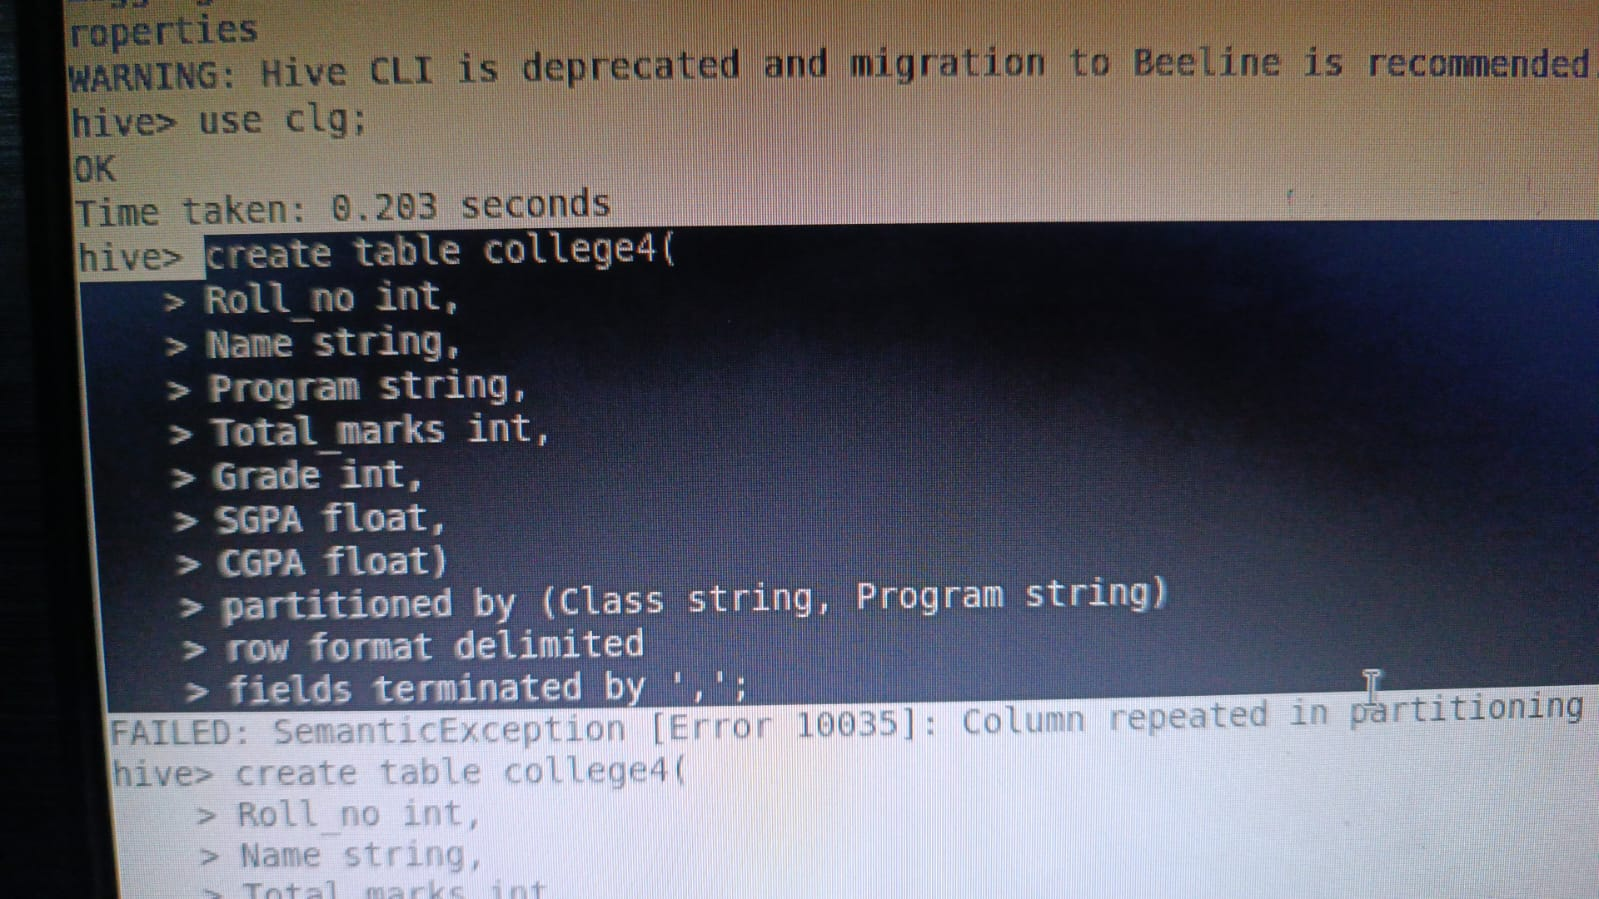 roperties
WARNING: Hive CLI is deprecated and migration to Beeline is recommended
hive> use clg;
OK
Time taken: 0.203 seconds
hive> create table college4(
> Roll_no int,
> Name string,
> Program string,
> Total_marks int,
> Grade int,
> SGPA float,
> CGPA float)
> partitioned by (Class string, Program string)
> row format delimited
> fields terminated by ',';
FAILED: SemanticException [Error 10035]: Column repeated in partitioning
hive> create table college4(
> Roll_no int,
> Name string,
> Total_marks int